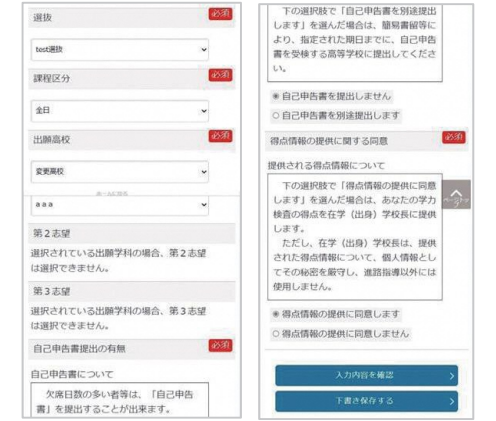 選抜
必須
test選抜
課程区分
必須
全日
出願高校
必須
変更高校
ホームに戻る
a a a
第２志望
選択されている出願学科の場合、第２志望
は選択できません。
第３志望
選択されている出願学科の場合、第３志望
は選択できません。
自己申告書提出の有無
必須
自己申告書について
欠席日数の多い者等は、「自己申告
書」を提出することが出来ます。
下の選択肢で「自己申告書を別途提出
します」を選んだ場合は、簡易書留等に
より、指定された期日までに、自己申告
書を受検する高等学校に提出してくださ
い。
自己申告書を提出しません
自己申告書を別途提出します
得点情報の提供に関する同意
必須
提供される得点情報について
下の選択肢で「得点情報の提供に同意
します」を選んだ場合は、あなたの学力
検査の得点を在学（出身）学校長に提供
します。
ただし、在学（出身）学校長は、提供
された得点情報について、個人情報とし
てその秘密を厳守し、進路指導以外には
使用しません。
得点情報の提供に同意します
得点情報の提供に同意しません
入力内容を確認
下書き保存する